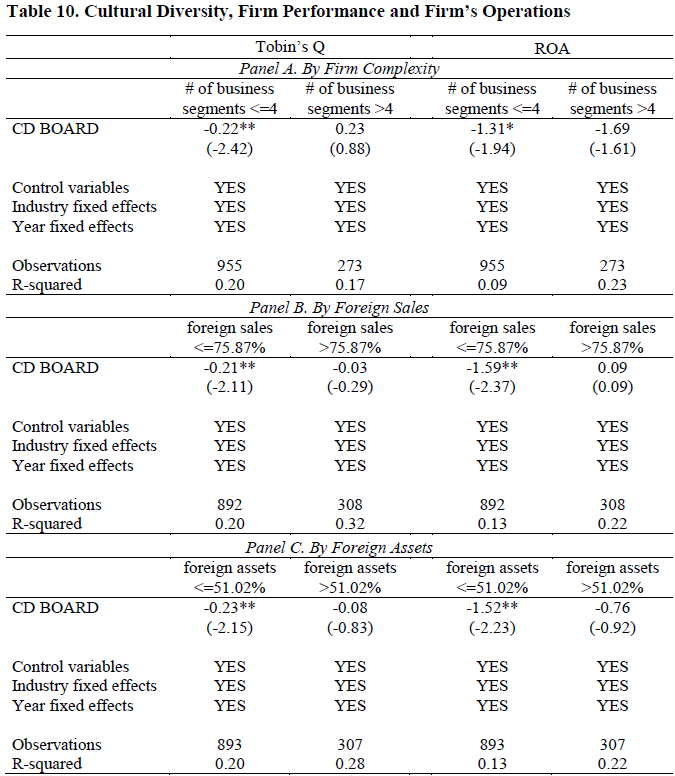 Table 10. Cultural Diversity, Firm Performance and Firm's Operations
Tobin's Q ROA
Panel A. By Firm Complexity
# of business # of business # of business # of business
segments <=4 segments >4 segments <=4 segments >4
CD BOARD -0.22** 0.23 -1.31* -1.69
(-2.42) (0.88) (-1.94) (-1.61)
Control variables YES YES YES YES
Industry fixed effects YES YES YES YES
Year fixed effects YES YES YES YES
Observations 955 273 955 273
R-squared 0.20 0.17 0.09 0.23
Panel B. By Foreign Sales
foreign sales foreign sales foreign sales foreign sales
<=75.87% >75.87% <=75.87% >75.87%
CD BOARD -0.21** -0.03 -1.59** 0.09
(-2.11) (-0.29) (-2.37) (0.09)
Control variables YES YES YES YES
Industry fixed effects YES YES YES YES
Year fixed effects YES YES YES YES
Observations 892 308 892 308
R-squared 0.20 0.32 0.13 0.22
Panel C. By Foreign Assets
foreign assets foreign assets foreign assets foreign assets
<=51.02% >51.02% <=51.02% >51.02%
CD BOARD -0.23** -0.08 -1.52** -0.76
(-2.15) (-0.83) (-2.23) (-0.92)
Control variables YES YES YES YES
Industry fixed effects YES YES YES YES
Year fixed effects YES YES YES YES
Observations 893 307 893 307
R-squared 0.20 0.28 0.13 0.22